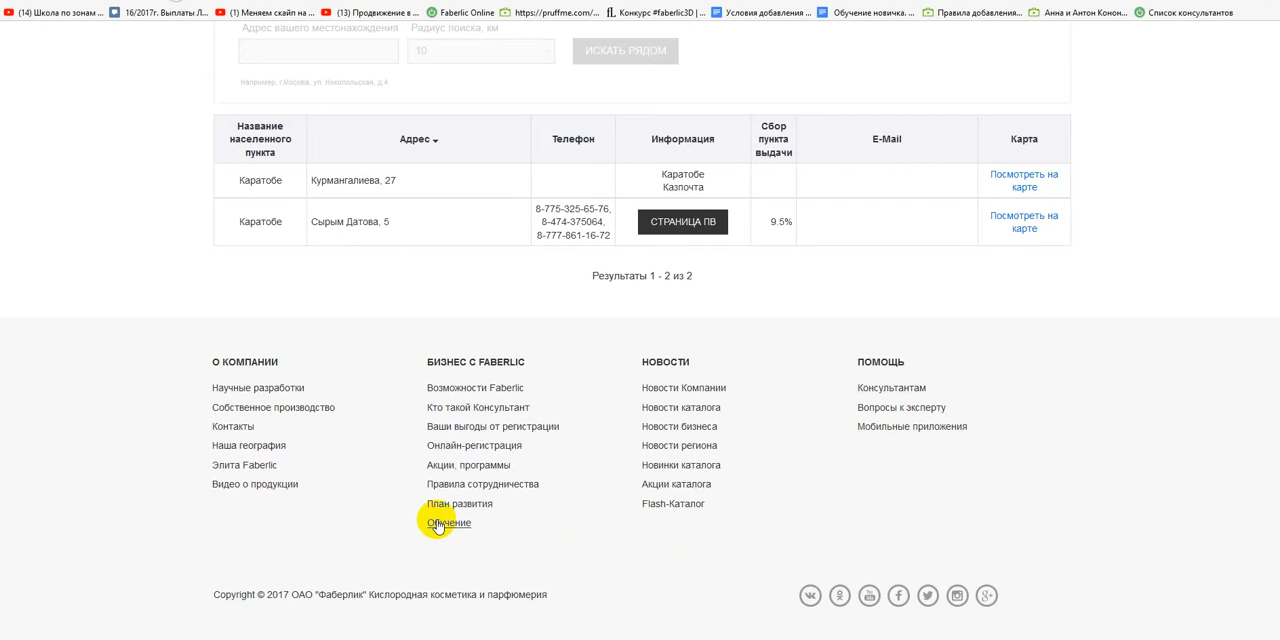 (14) Школа по зонам ... 16/2017г. Выплаты Л... (1) Меняем скайп на ... (13) Продвижение в ... Faberlic Online https://pruffme.com/... Конкурс #faberlic3D | ... Условия добавления ... Обучение новичка. ... Правила добавления... Анна и Антон Конон... Список консультантов
Адрес вашего местонахождения Радиус поиска, км
10 ИСКАТЬ РЯДОМ
Например, г.Москва, ул. Никопольская, д.4
Название населенного пункта Адрес Телефон Информация Сбор пункта выдачи E-Mail Карта
Каратобе Курмангалиева, 27 Каратобе Казпочта Посмотреть на карте
Каратобе Сырым Датова, 5 8-775-325-65-76, 8-474-375064, 8-777-861-16-72 СТРАНИЦА ПВ 9.5% Посмотреть на карте
Результаты 1 - 2 из 2
О КОМПАНИИ
Научные разработки
Собственное производство
Контакты
Наша география
Элита Faberlic
Видео о продукции
БИЗНЕС С FABERLIC
Возможности Faberlic
Кто такой Консультант
Ваши выгоды от регистрации
Онлайн-регистрация
Акции, программы
Правила сотрудничества
План развития
Обучение
НОВОСТИ
Новости Компании
Новости каталога
Новости бизнеса
Новости региона
Новинки каталога
Акции каталога
Flash-Каталог
ПОМОЩЬ
Консультантам
Вопросы к эксперту
Мобильные приложения
Copyright © 2017 ОАО "Фаберлик" Кислородная косметика и парфюмерия